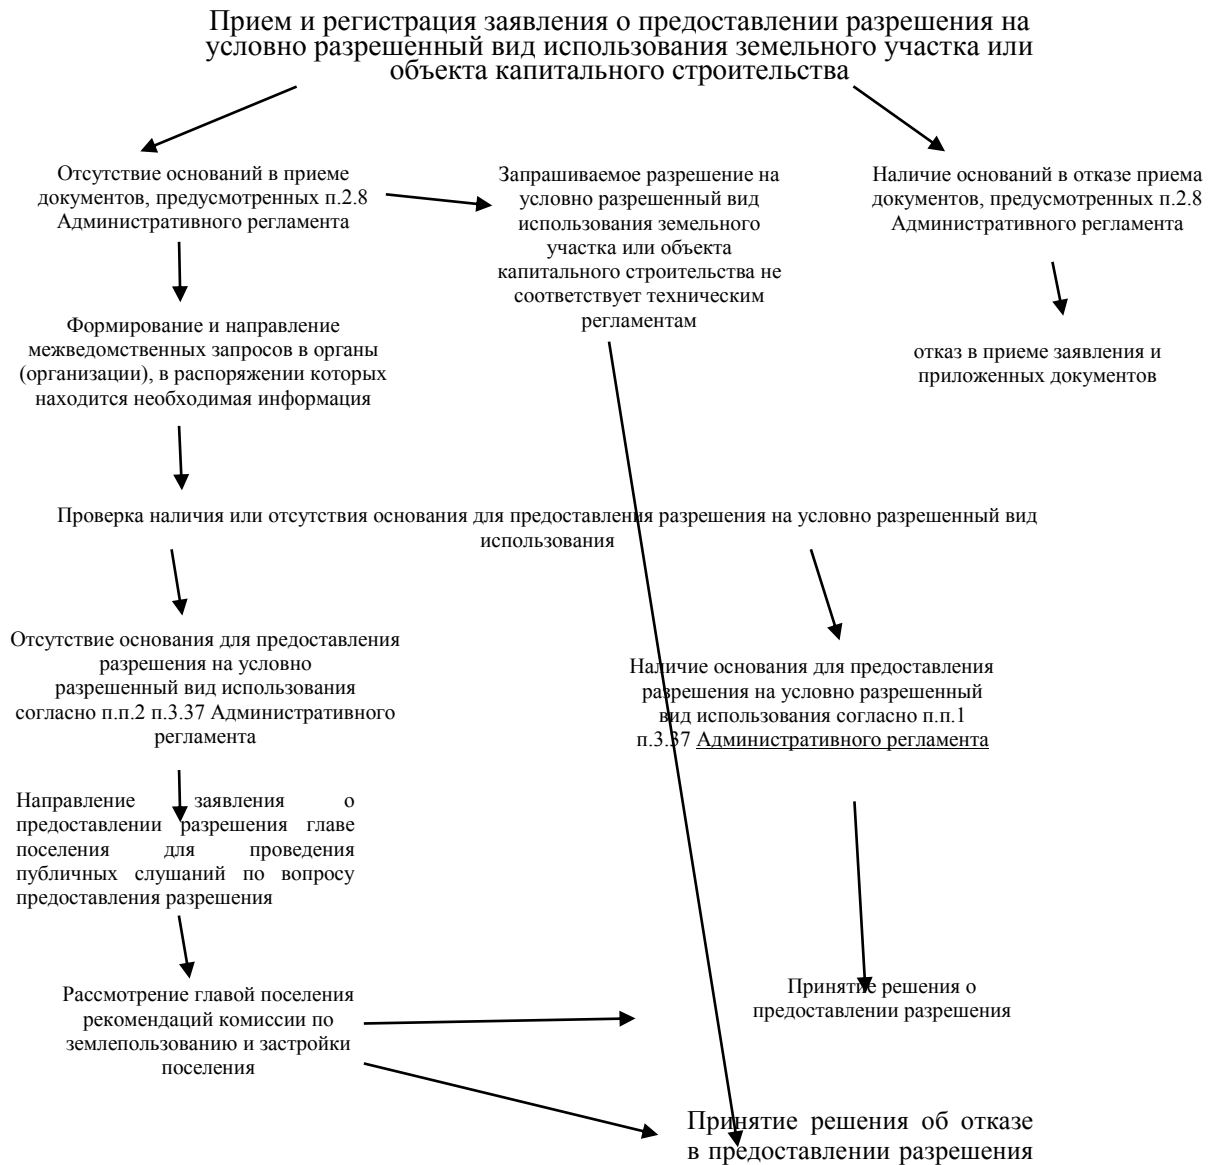 Прием и регистрация заявления о предоставлении разрешения на
условно разрешенный вид использования земельного участка или
объекта капитального строительства
Отсутствие оснований в приеме
документов, предусмотренных п.2.8
Административного регламента
Запрашиваемое разрешение на
условно разрешенный вид
использования земельного
участка или объекта
капитального строительства не
соответствует техническим
регламентам
Наличие оснований в отказе приема
документов, предусмотренных п.2.8
Административного регламента
Формирование и направление
межведомственных запросов в органы
(организации), в распоряжении которых
находится необходимая информация
отказ в приеме заявления и
приложенных документов
Проверка наличия или отсутствия основания для предоставления разрешения на условно разрешенный вид
использования
Отсутствие основания для предоставления
разрешения на условно
разрешенный вид использования
согласно п.п.2 п.3.37 Административного
регламента
Наличие основания для предоставления
разрешения на условно разрешенный
вид использования согласно п.п.1
п.3.37 Административного регламента
Направление заявления о
предоставлении разрешения главе
поселения для проведения
публичных слушаний по вопросу
предоставления разрешения
Рассмотрение главой поселения
рекомендаций комиссии по
землепользованию и застройки
поселения
Принятие решения о
предоставлении разрешения
Принятие решения об отказе
в предоставлении разрешения